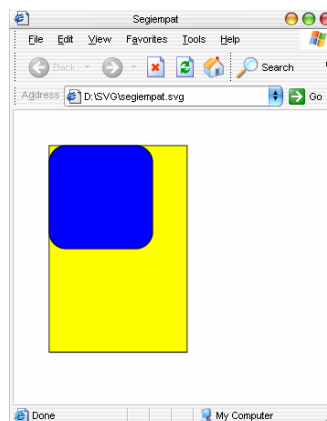 Segiempat
File Edit View Favorites Tools Help
Back Search
Address D:\SVG\segiempat.svg Go
Done My Computer